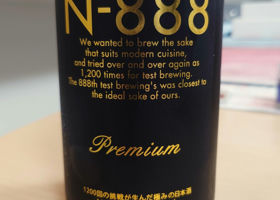 N-888
We wanted to brew the sake
that suits modern cuisine,
and tried over and over again as
1,200 times for test brewing.
The 888th test brewing's was closest to
the ideal sake of ours.
Premium
1200回の挑戦が生んだ極みの日本酒